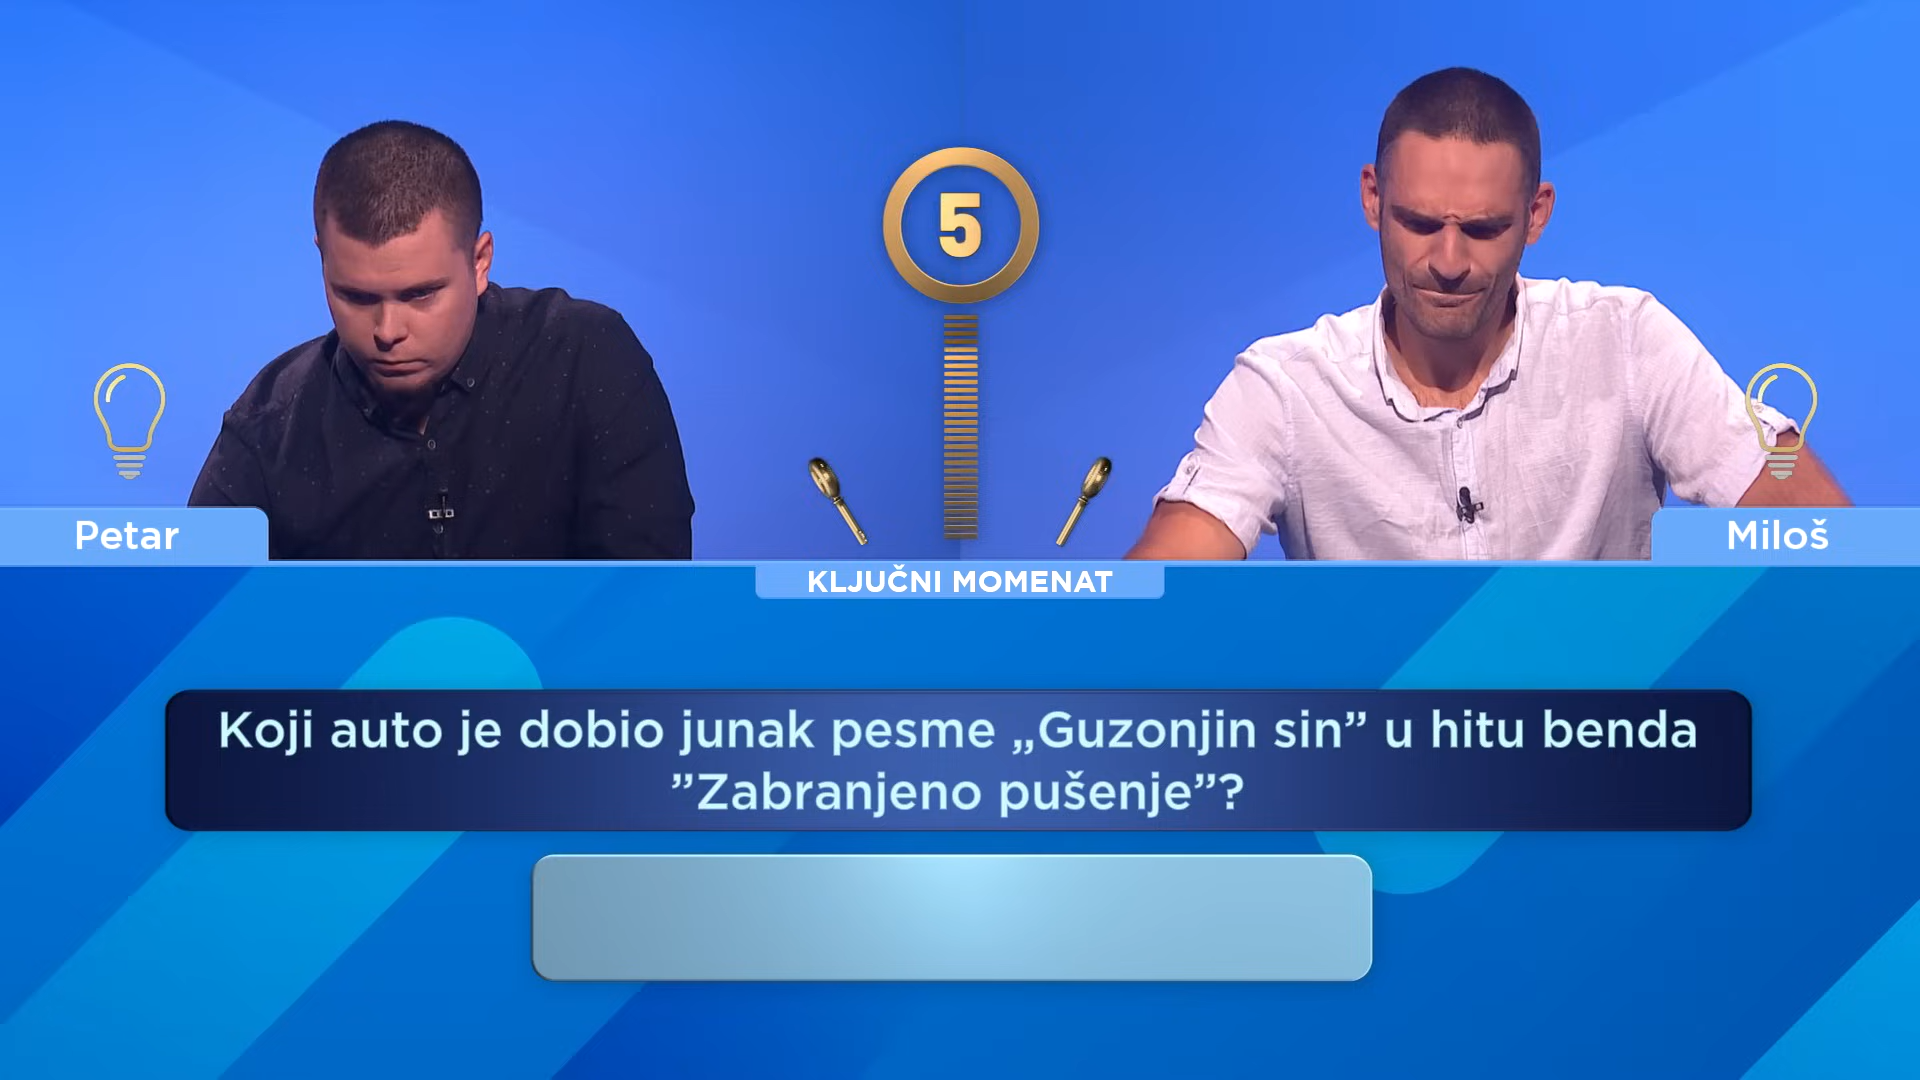 5
Petar
Miloš
KLJUČNI MOMENAT
Koji auto je dobio junak pesme „Guzonjin sin” u hitu benda
”Zabranjeno pušenje”?